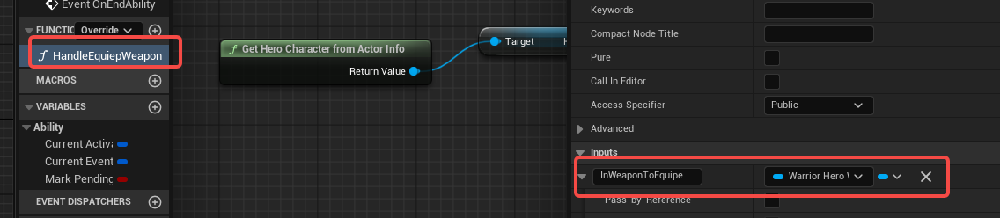 Event OnEndAbility
FUNCTIC
Override
HandleEquiepWeapon
MACROS
VARIABLES
Ability
Current Activa
Current Event
Mark Pending
EVENT DISPATCHERS
f Get Hero Character from Actor Info
Return Value
Target
Keywords
Compact Node Title
Pure
Call In Editor
Access Specifier
Public
Advanced
Inputs
InWeaponToEquipe
Warrior Hero
Pass-by-Reference